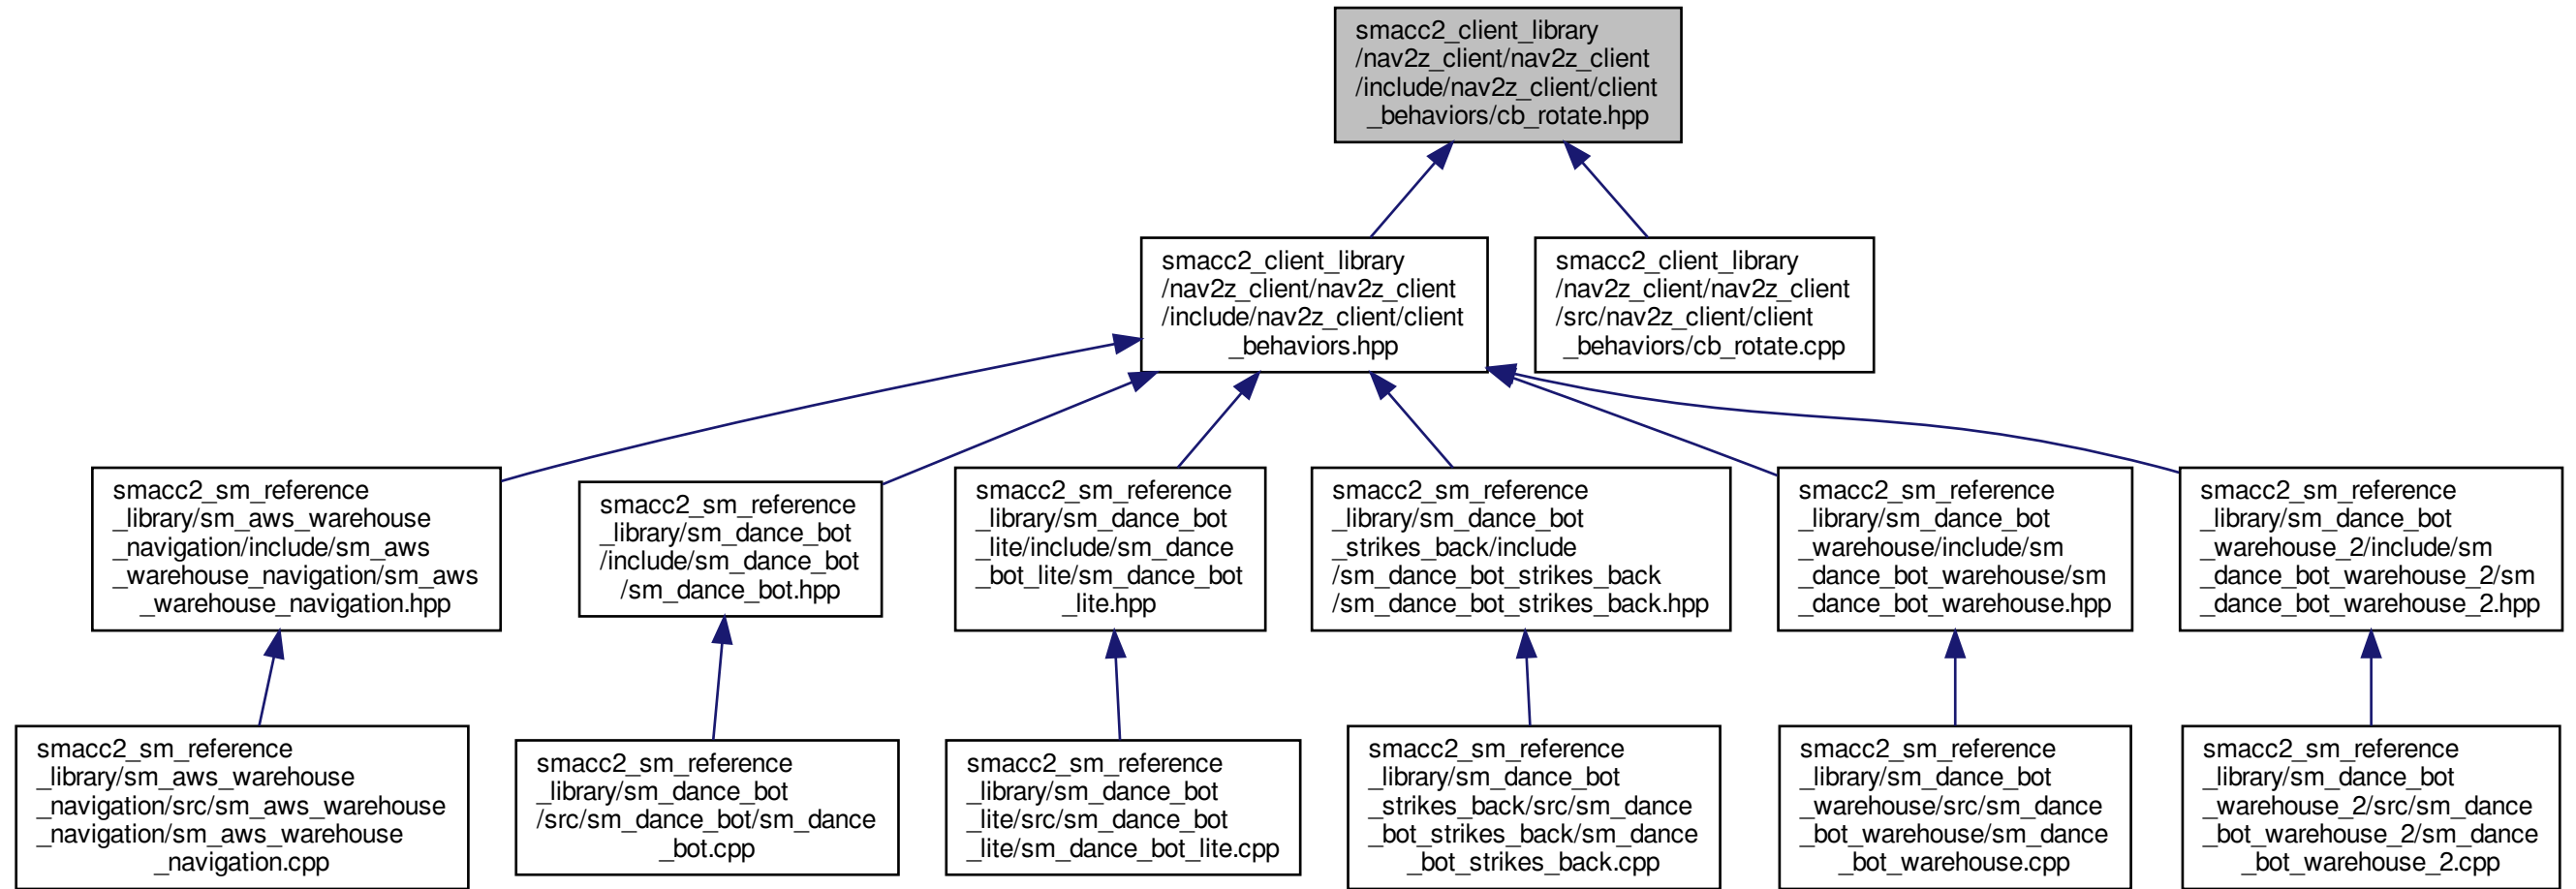 smacc2_client_library
/nav2z_client/nav2z_client
/include/nav2z_client/client
_behaviors/cb_rotate.hpp
smacc2_client_library
/nav2z_client/nav2z_client
/include/nav2z_client/client
_behaviors.hpp
smacc2_client_library
/nav2z_client/nav2z_client
/src/nav2z_client/client
_behaviors/cb_rotate.cpp
smacc2_sm_reference
_library/sm_aws_warehouse
_navigation/include/sm_aws
_warehouse_navigation/sm_aws
_warehouse_navigation.hpp
smacc2_sm_reference
_library/sm_dance_bot
/include/sm_dance_bot
/sm_dance_bot.hpp
smacc2_sm_reference
_library/sm_dance_bot
_lite/include/sm_dance
_bot_lite/sm_dance_bot
_lite.hpp
smacc2_sm_reference
_library/sm_dance_bot
_strikes_back/include
/sm_dance_bot_strikes_back
/sm_dance_bot_strikes_back.hpp
smacc2_sm_reference
_library/sm_dance_bot
_warehouse/include/sm
_dance_bot_warehouse/sm
_dance_bot_warehouse.hpp
smacc2_sm_reference
_library/sm_dance_bot
_warehouse_2/include/sm
_dance_bot_warehouse_2/sm
_dance_bot_warehouse_2.hpp
smacc2_sm_reference
_library/sm_aws_warehouse
_navigation/src/sm_aws_warehouse
_navigation/sm_aws_warehouse
_navigation.cpp
smacc2_sm_reference
_library/sm_dance_bot
/src/sm_dance_bot/sm_dance
_bot.cpp
smacc2_sm_reference
_library/sm_dance_bot
_lite/src/sm_dance_bot
_lite/sm_dance_bot_lite.cpp
smacc2_sm_reference
_library/sm_dance_bot
_strikes_back/src/sm_dance
_bot_strikes_back/sm_dance
_bot_strikes_back.cpp
smacc2_sm_reference
_library/sm_dance_bot
_warehouse/src/sm_dance
_bot_warehouse/sm_dance
_bot_warehouse.cpp
smacc2_sm_reference
_library/sm_dance_bot
_warehouse_2/src/sm_dance
_bot_warehouse_2/sm_dance
_bot_warehouse_2.cpp